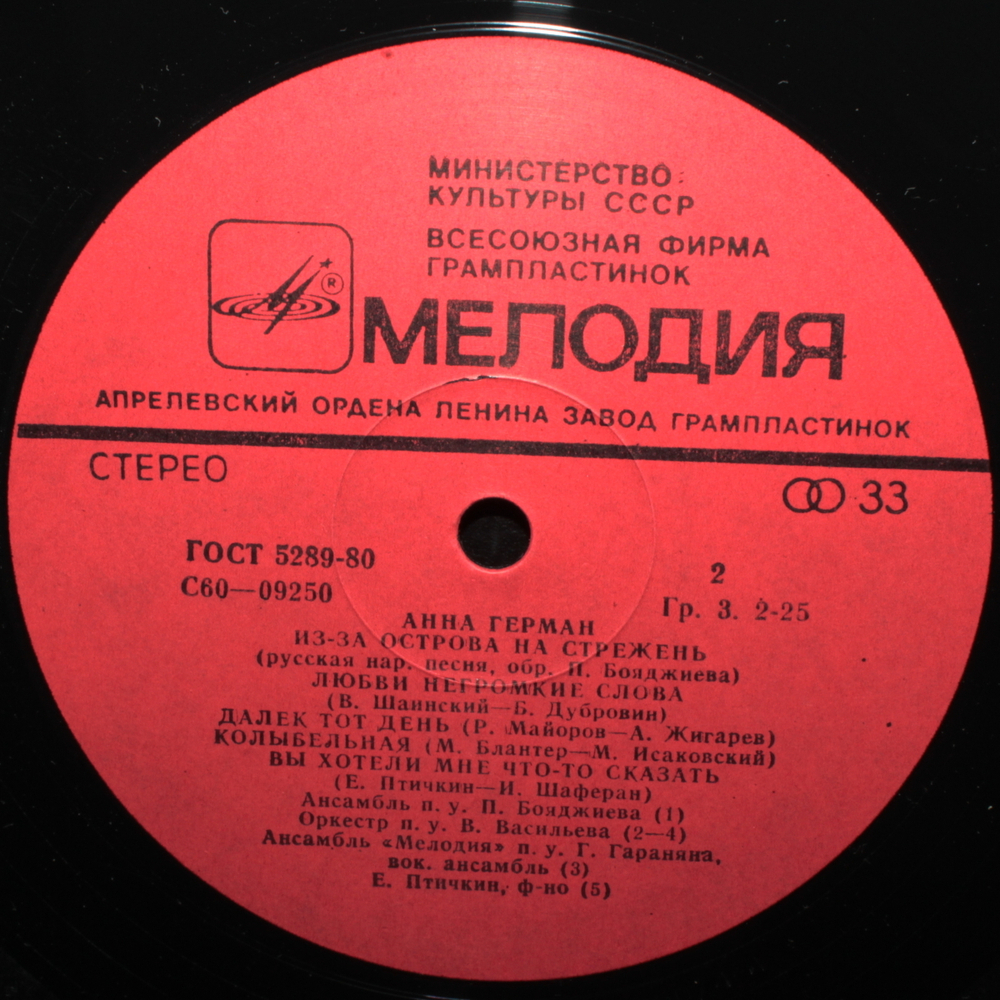 МИНИСТЕРСТВО
КУЛЬТУРЫ СССР
ВСЕСОЮЗНАЯ ФИРМА
ГРАМПЛАСТИНОК
®
МЕЛОДИЯ
АПРЕЛЕВСКИЙ ОРДЕНА ЛЕНИНА ЗАВОД ГРАМПЛАСТИНОК
СТЕРЕО
33
ГОСТ 5289-80
С60—09250
2
Гр. 3. 2-25
АННА ГЕРМАН
ИЗ-ЗА ОСТРОВА НА СТРЕЖЕНЬ
(русская нар. песня, обр. П. Бояджиева)
ЛЮБВИ НЕГРОМКИЕ СЛОВА
(В. Шаинский—Б. Дубровин)
ДАЛЕК ТОТ ДЕНЬ (Р. Майоров—А. Жигарев)
КОЛЫБЕЛЬНАЯ (М. Блантер—М. Исаковский)
ВЫ ХОТЕЛИ МНЕ ЧТО-ТО СКАЗАТЬ
(Е. Птичкин—И. Шаферан)
Ансамбль п. у. П. Бояджиева (1)
Оркестр п. у. В. Васильева (2—4)
Ансамбль «Мелодия» п. у. Г. Гараняна,
вок. ансамбль (3)
Е. Птичкин, ф-но (5)